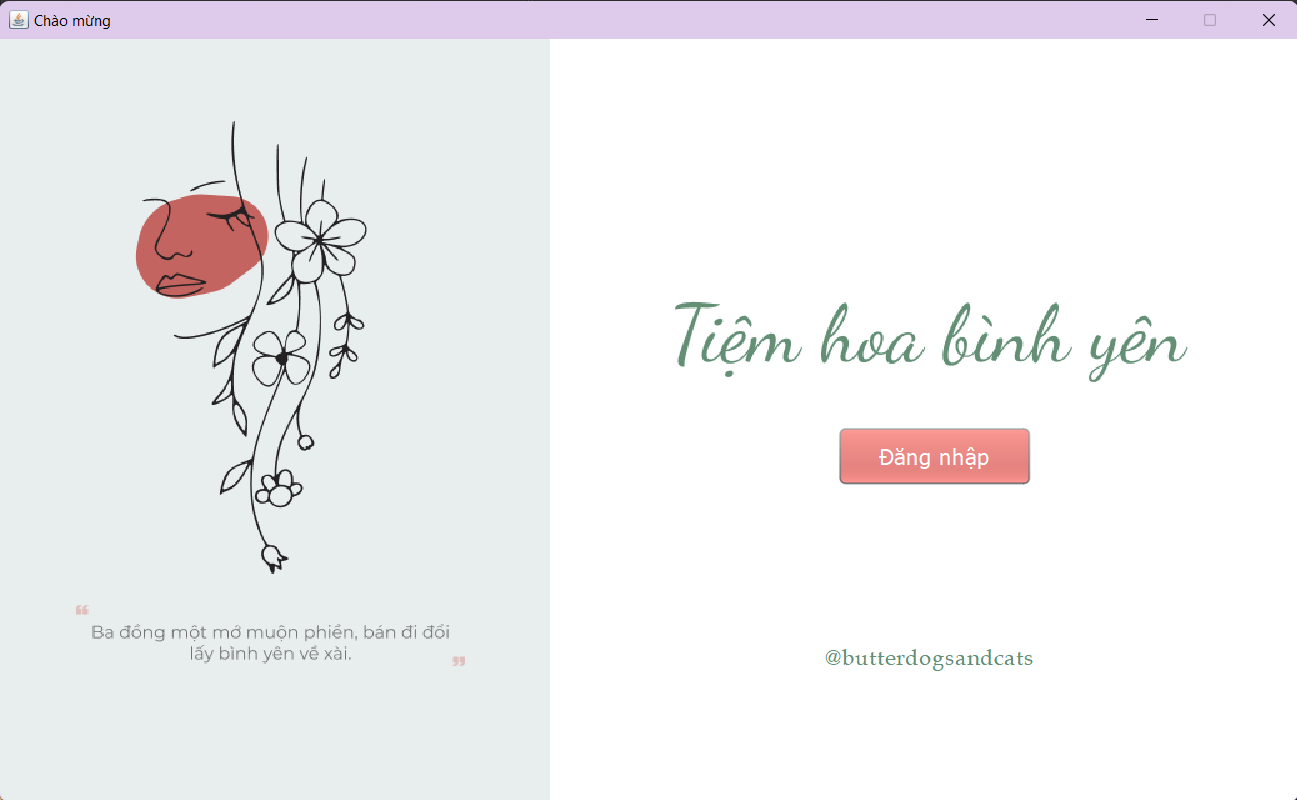 Chào mừng
❝
Ba đồng một mớ muộn phiền, bán đi đổi
lấy bình yên về xài.
❞
Tiệm hoa bình yên
Đăng nhập
@butterdogsandcats